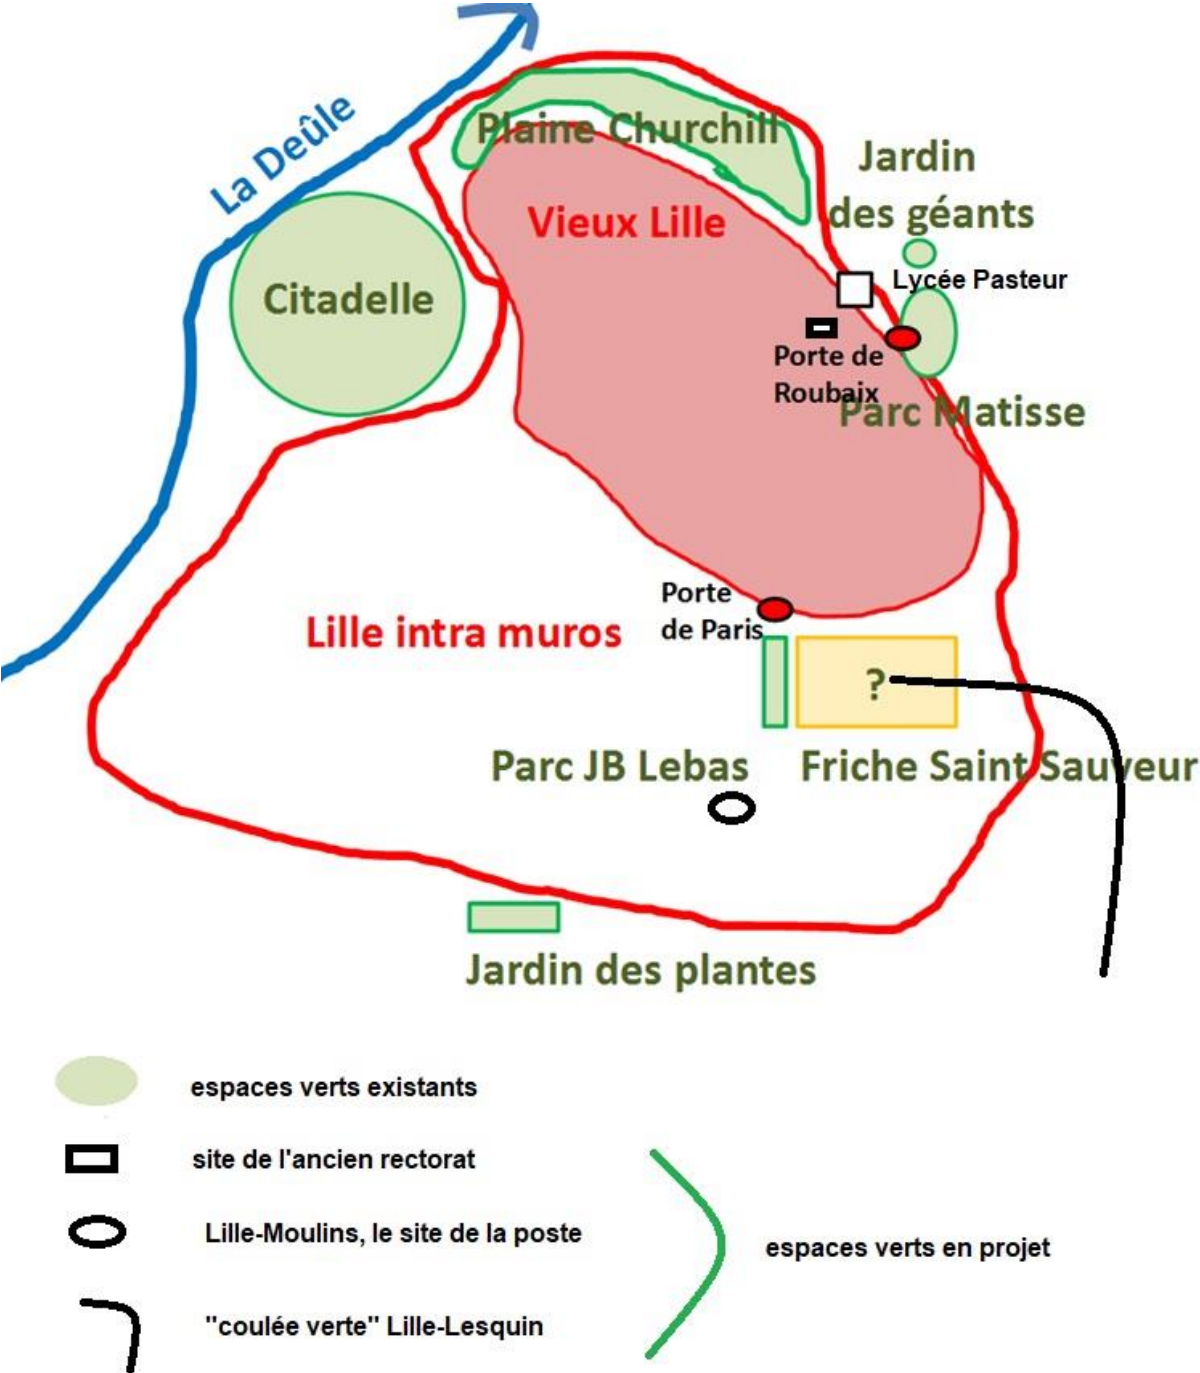 La Deûle
Plaine Churchill
Jardin
des géants
Vieux Lille
Lycée Pasteur
Citadelle
Porte de
Roubaix
Parc Matisse
Porte
de Paris
Lille intra muros
?
Parc JB Lebas
Friche Saint Sauveur
Jardin des plantes
espaces verts existants
site de l'ancien rectorat
Lille-Moulins, le site de la poste
espaces verts en projet
"coulée verte" Lille-Lesquin